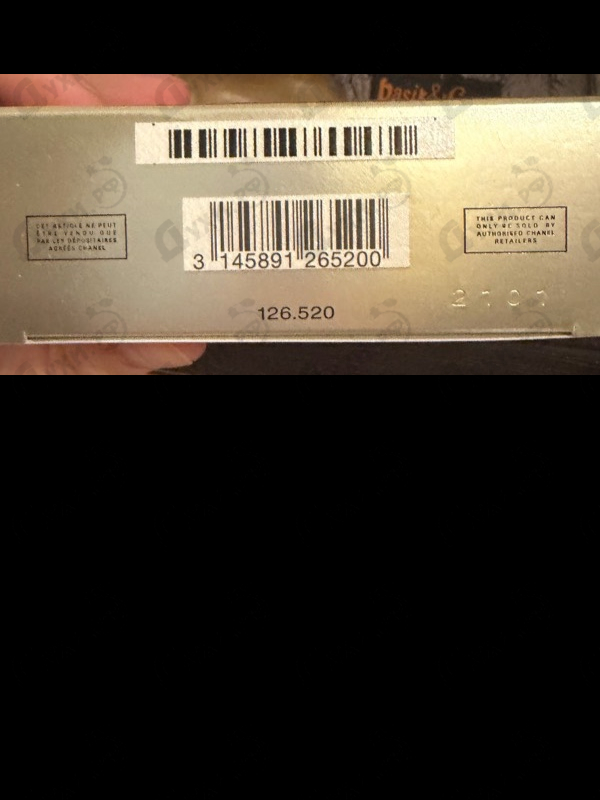 CET ARTICLE NE PEUT
ÊTRE VENDU QUE
PAR LES DÉPOSITAIRES
AGRÉÉS CHANEL
3 145891 265200
THIS PRODUCT CAN
ONLY BE SOLD BY
AUTHORISED CHANEL
RETAILERS
126.520